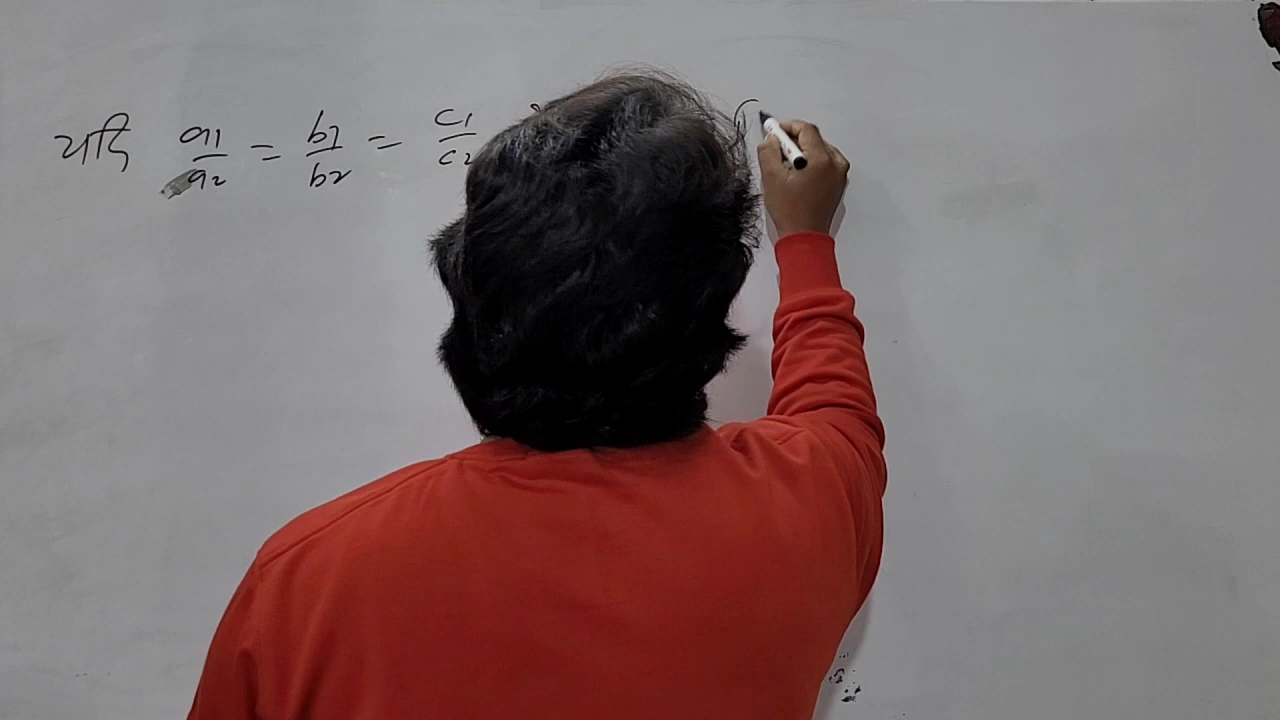 यदि a1/a2 = b1/b2 = c1/c2